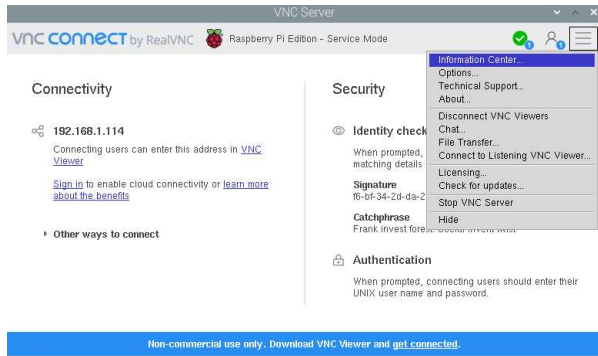 VNC Server
VNC CONNECT by RealVNC
Raspberry Pi Edition - Service Mode
Information Center...
Options...
Technical Support...
About...
Disconnect VNC Viewers
Chat...
File Transfer...
Connect to Listening VNC Viewer...
Licensing...
Check for updates...
Stop VNC Server
Hide
Connectivity
192.168.1.114
Connecting users can enter this address in VNC
Viewer
Sign in to enable cloud connectivity or learn more
about the benefits
Other ways to connect
Security
Identity check
When prompted,
matching details
Signature
f6-bf-34-2d-da-2
Catchphrase
Frank invest
Authentication
When prompted, connecting users should enter their
UNIX user name and password.
Non-commercial use only. Download VNC Viewer and get connected.